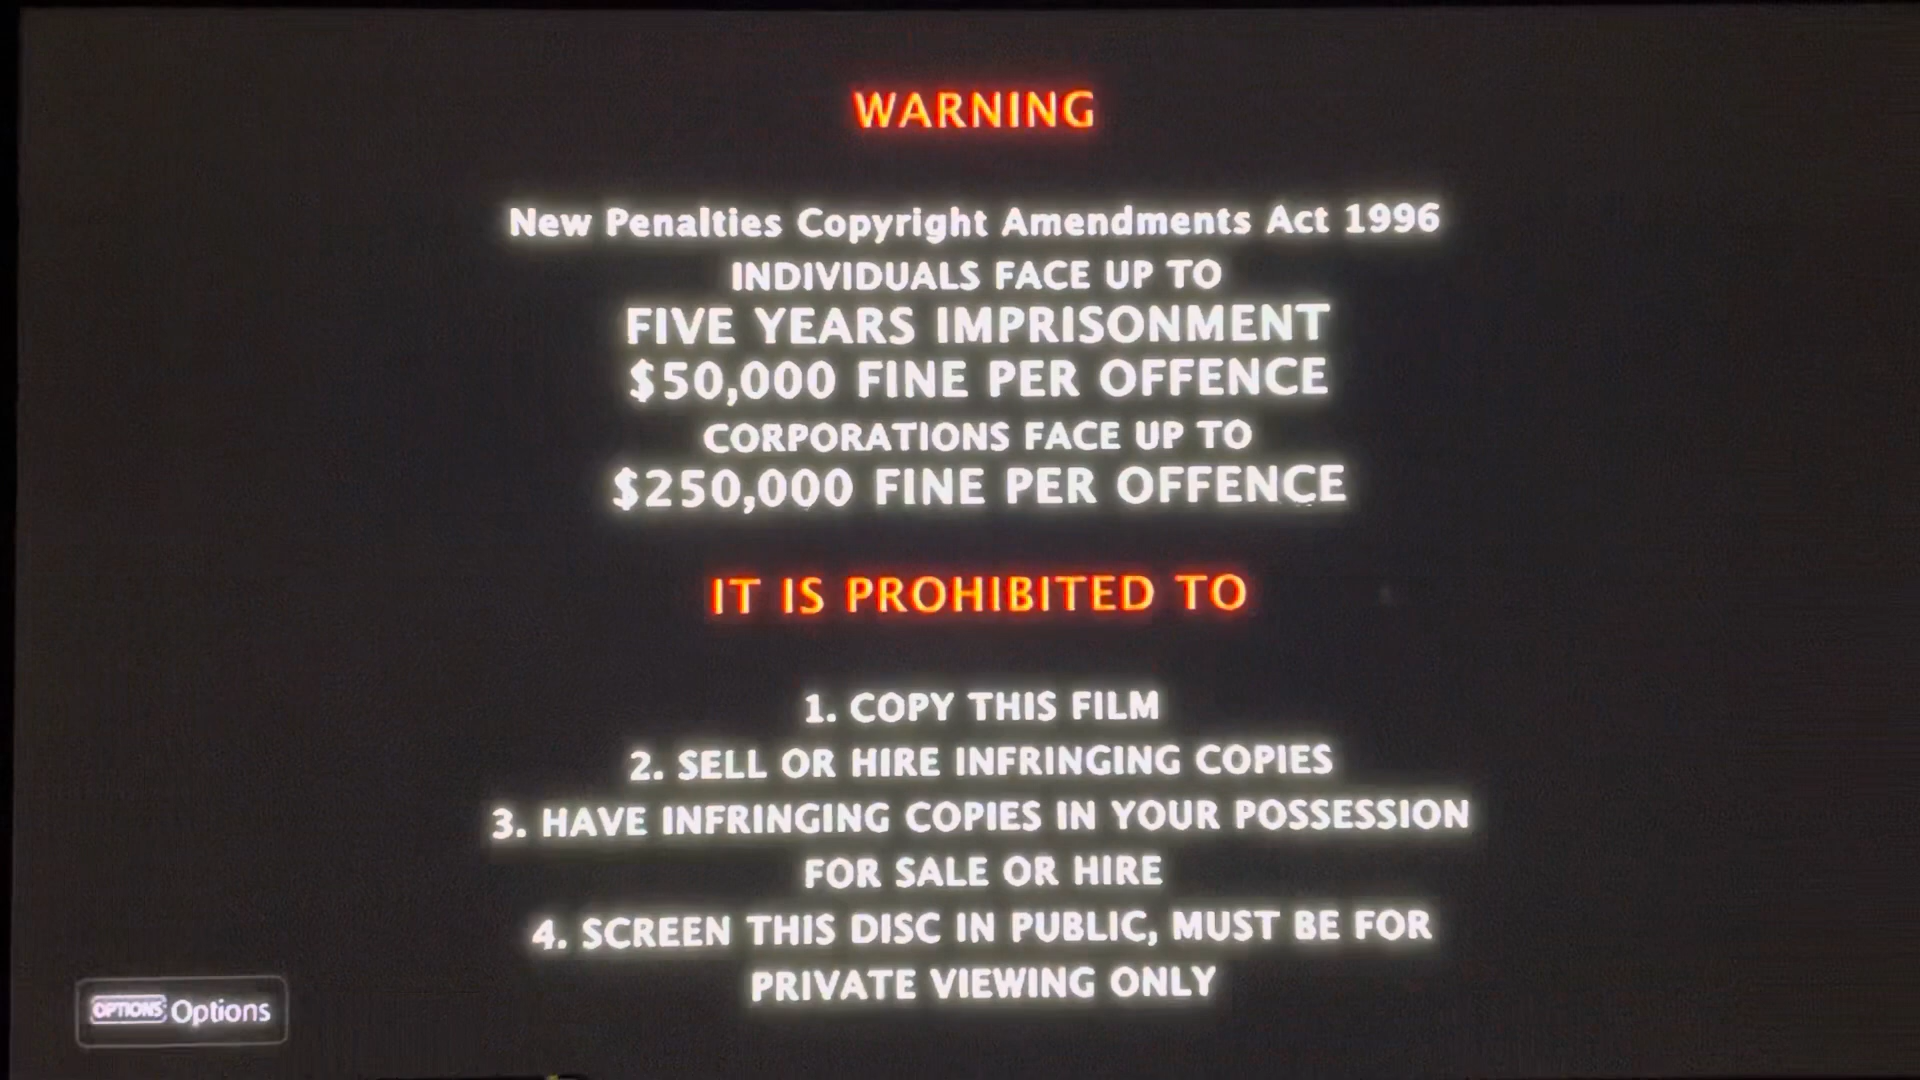 WARNING
New Penalties Copyright Amendments Act 1996
INDIVIDUALS FACE UP TO
FIVE YEARS IMPRISONMENT
$50,000 FINE PER OFFENCE
CORPORATIONS FACE UP TO
$250,000 FINE PER OFFENCE
IT IS PROHIBITED TO
1. COPY THIS FILM
2. SELL OR HIRE INFRINGING COPIES
3. HAVE INFRINGING COPIES IN YOUR POSSESSION
FOR SALE OR HIRE
4. SCREEN THIS DISC IN PUBLIC, MUST BE FOR
PRIVATE VIEWING ONLY
OPTIONS Options